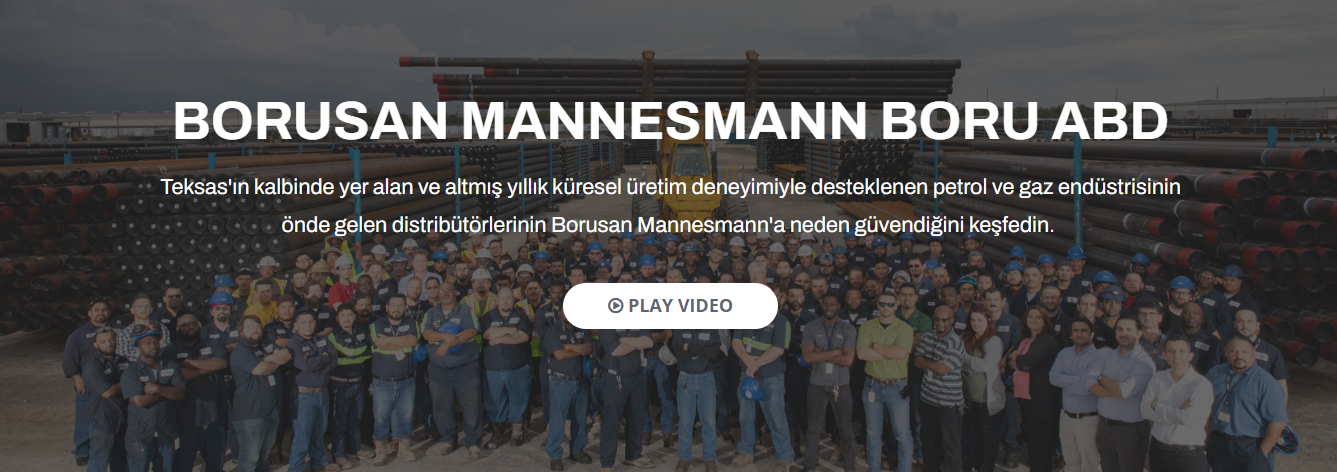 BORUSAN MANNESMANN BORU ABD
Teksas'ın kalbinde yer alan ve altmış yıllık küresel üretim deneyimiyle desteklenen petrol ve gaz endüstrisinin
önde gelen distribütörlerinin Borusan Mannesmann'a neden güvendiğini keşfedin.
PLAY VIDEO